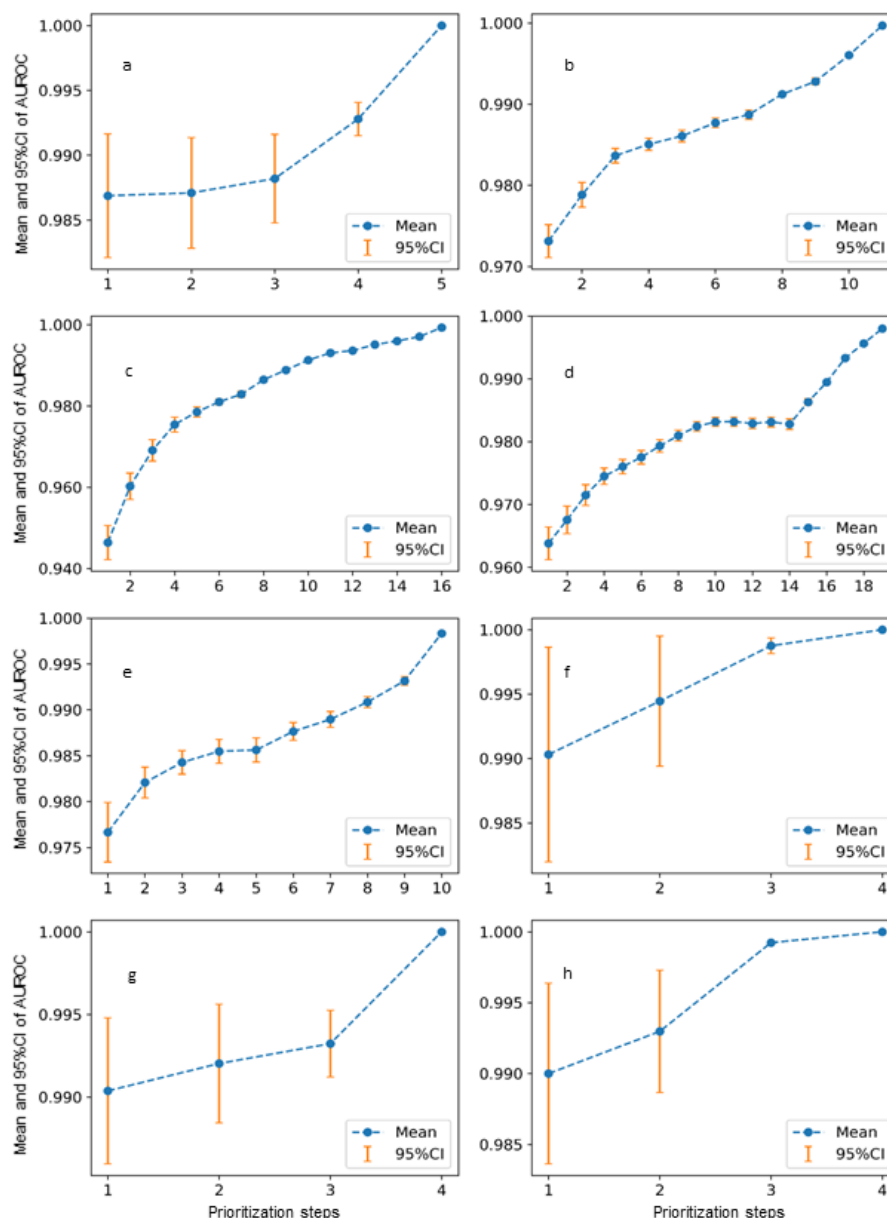 Mean and 95%CI of AUROC
1.000
0.995
0.990
0.985
a
Mean
95%CI
1 2 3 4 5
1.000
0.990
0.980
0.970
b
Mean
95%CI
2 4 6 8 10
Mean and 95%CI of AUROC
1.000
0.980
0.960
0.940
c
Mean
95%CI
2 4 6 8 10 12 14 16
1.000
0.990
0.980
0.970
0.960
d
Mean
95%CI
2 4 6 8 10 12 14 16 18
Mean and 95%CI of AUROC
1.000
0.995
0.990
0.985
0.980
0.975
e
Mean
95%CI
1 2 3 4 5 6 7 8 9 10
1.000
0.995
0.990
0.985
f
Mean
95%CI
1 2 3 4
Mean and 95%CI of AUROC
1.000
0.995
0.990
g
Mean
95%CI
1 2 3 4
Prioritization steps
1.000
0.995
0.990
0.985
h
Mean
95%CI
1 2 3 4
Prioritization steps